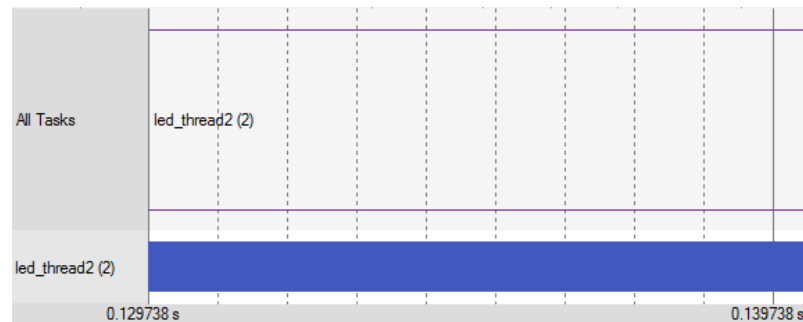 All Tasks
led_thread2 (2)
led_thread2 (2)
0.129738 s
0.139738 s